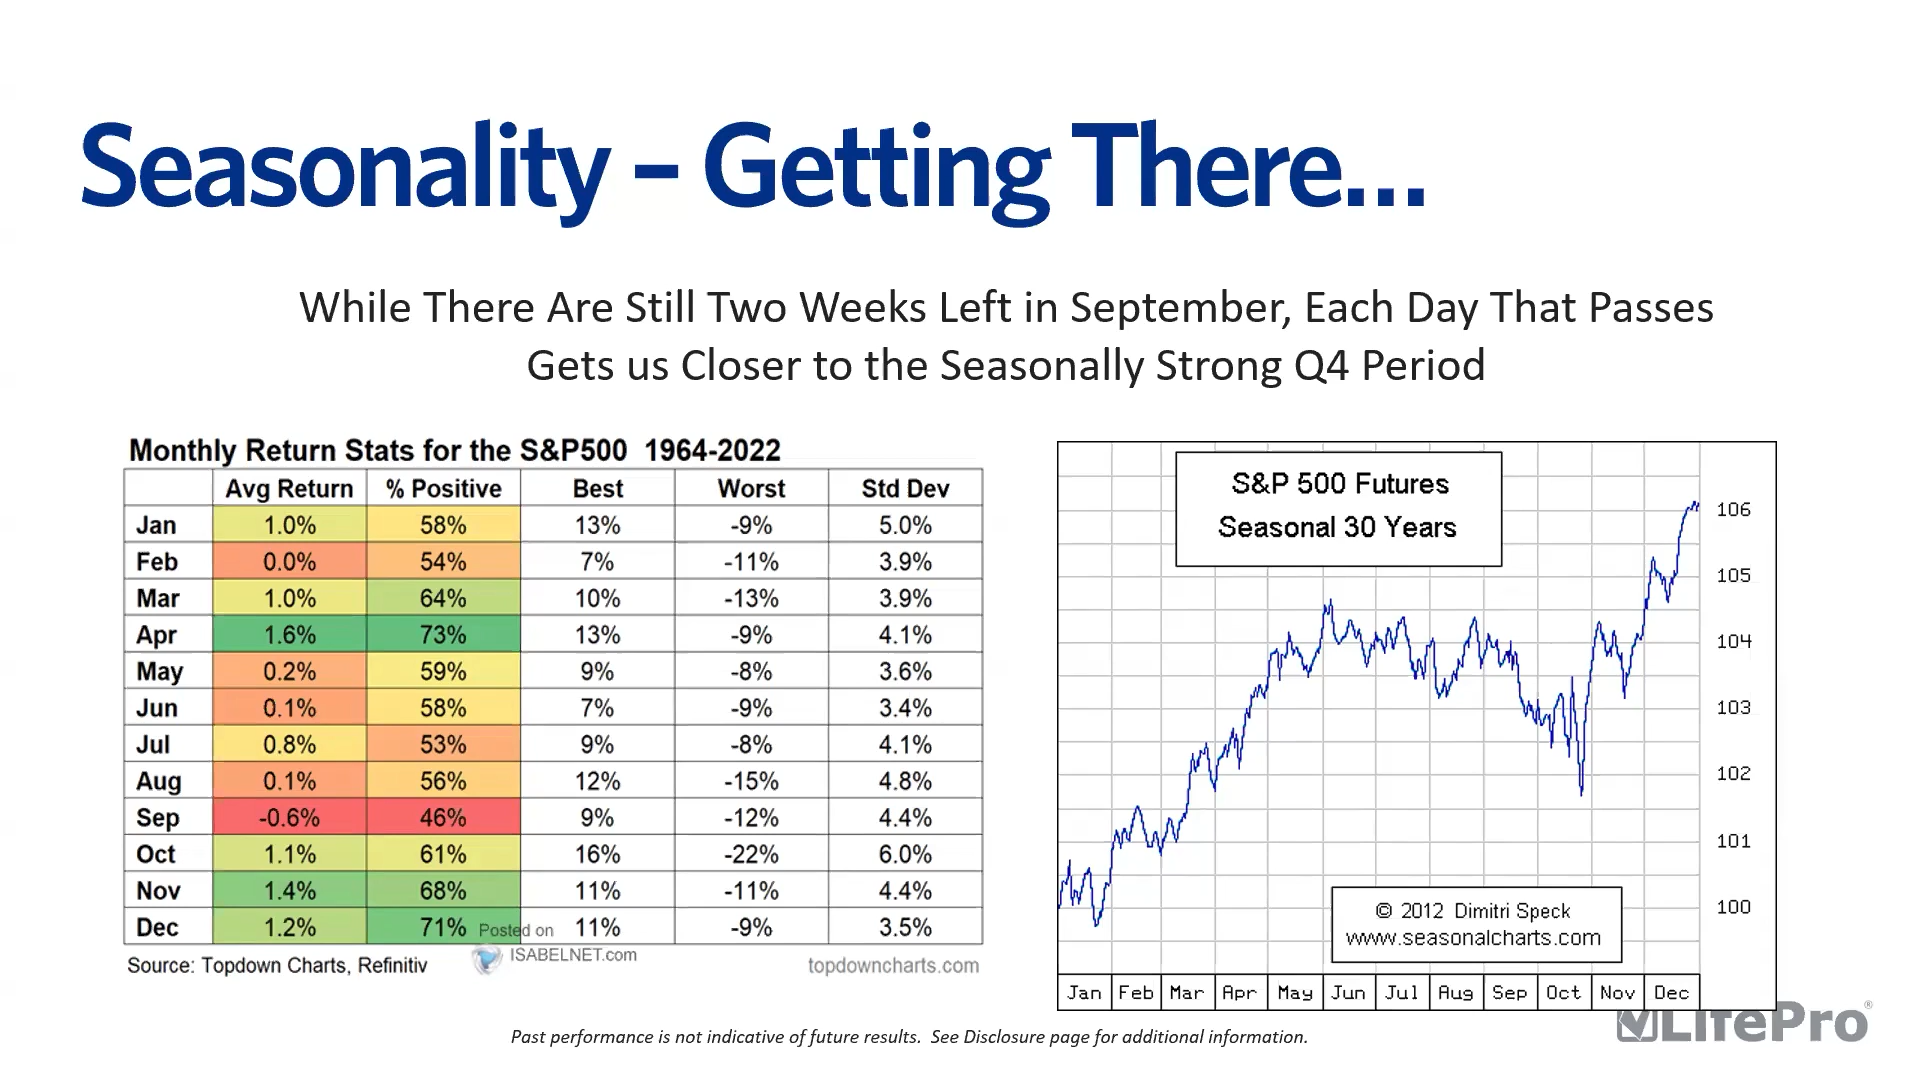 Seasonality – Getting There...
While There Are Still Two Weeks Left in September, Each Day That Passes
Gets us Closer to the Seasonally Strong Q4 Period
Monthly Return Stats for the S&P500 1964-2022
Avg Return % Positive Best Worst Std Dev
Jan 1.0% 58% 13% -9% 5.0%
Feb 0.0% 54% 7% -11% 3.9%
Mar 1.0% 64% 10% -13% 3.9%
Apr 1.6% 73% 13% -9% 4.1%
May 0.2% 59% 9% -8% 3.6%
Jun 0.1% 58% 7% -9% 3.4%
Jul 0.8% 53% 9% -8% 4.1%
Aug 0.1% 56% 12% -15% 4.8%
Sep -0.6% 46% 9% -12% 4.4%
Oct 1.1% 61% 16% -22% 6.0%
Nov 1.4% 68% 11% -11% 4.4%
Dec 1.2% 71% 11% -9% 3.5%
Posted on
ISABELNET.com
Source: Topdown Charts, Refinitiv
topdowncharts.com
S&P 500 Futures
Seasonal 30 Years
106
105
104
103
102
101
100
© 2012 Dimitri Speck
www.seasonalcharts.com
Jan Feb Mar Apr May Jun Jul Aug Sep Oct Nov Dec
LifePro®
Past performance is not indicative of future results. See Disclosure page for additional information.